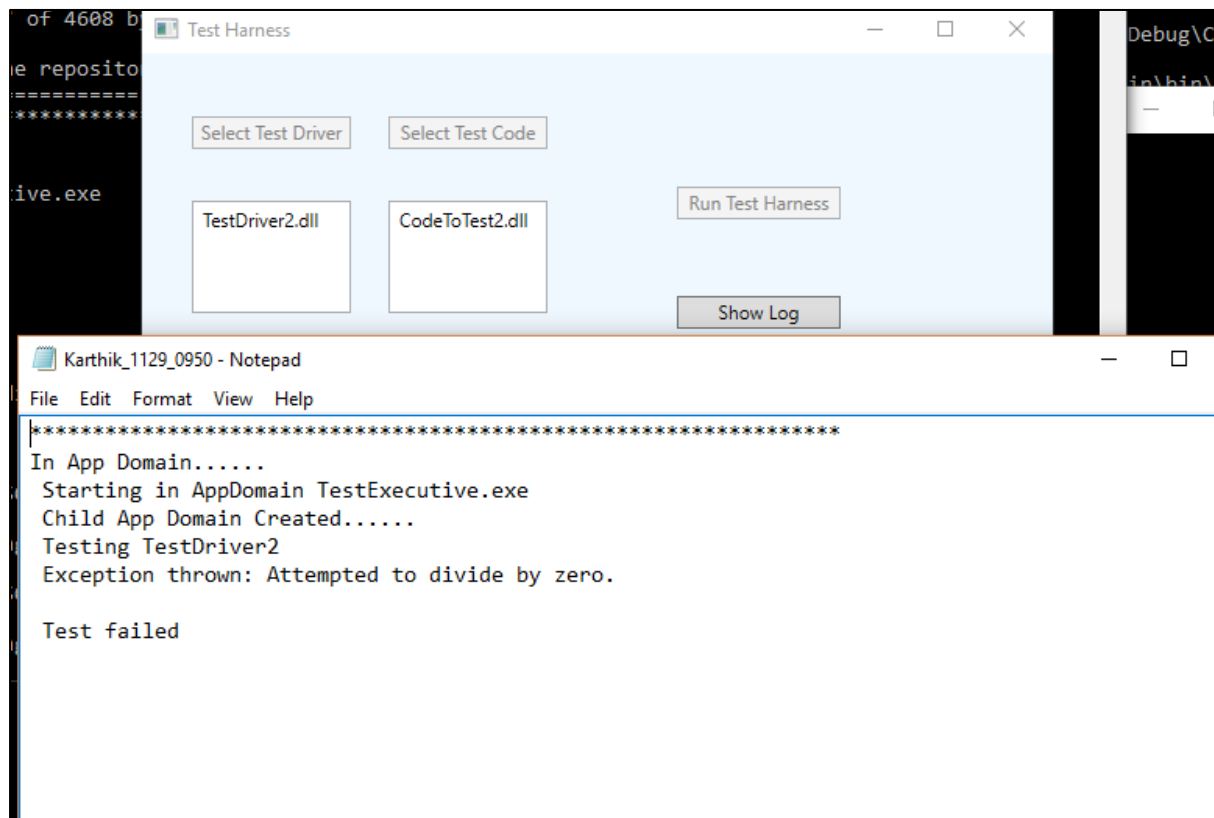 of 4608 b
Test Harness
Debug\C
e reposito
===========
***********
Select Test Driver
Select Test Code
ive.exe
Run Test Harness
TestDriver2.dll
CodeToTest2.dll
Show Log
Karthik_1129_0950 - Notepad
File Edit Format View Help
*****************************************************************
In App Domain......
Starting in AppDomain TestExecutive.exe
Child App Domain Created......
Testing TestDriver2
Exception thrown: Attempted to divide by zero.
Test failed